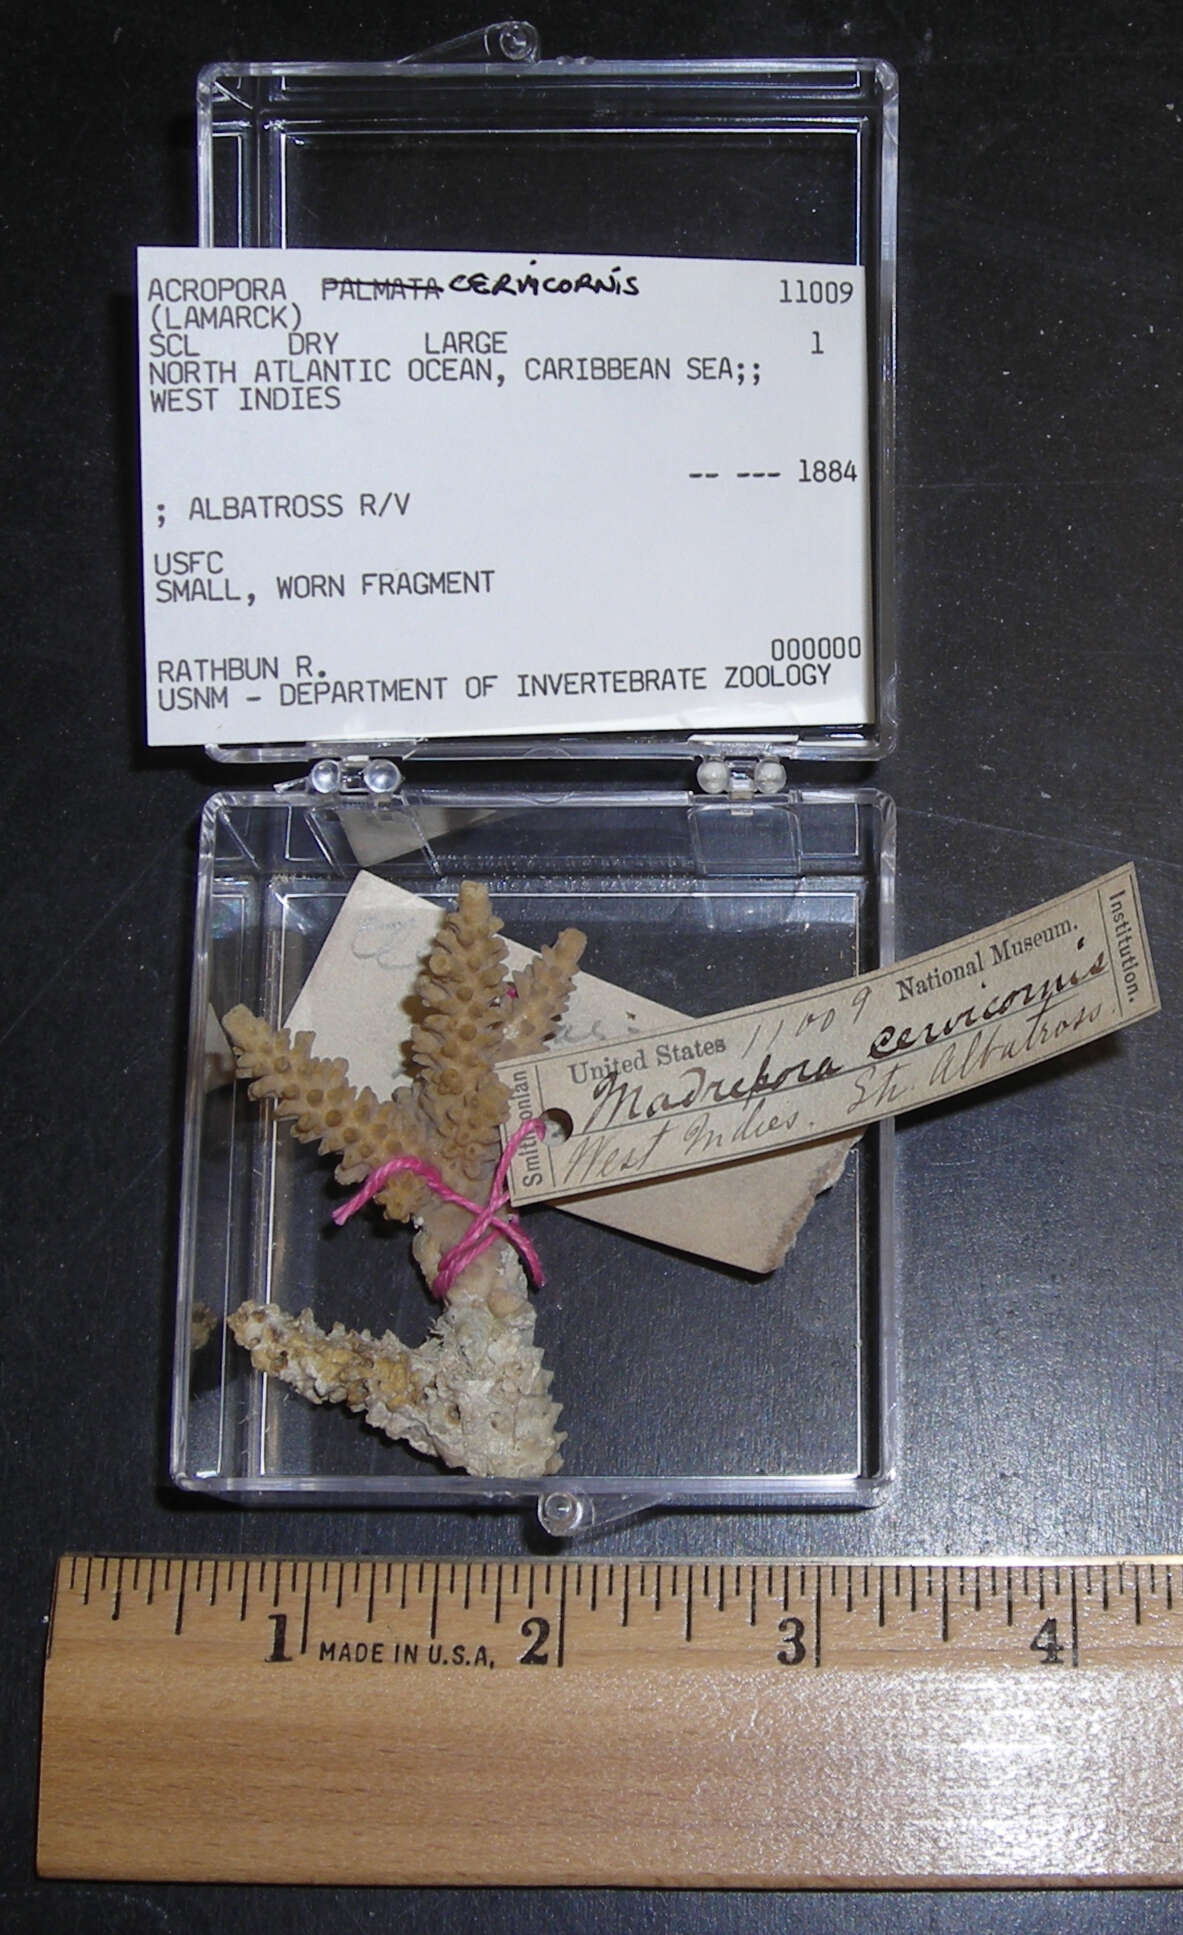 ACROPORA PALMATA CERVICORNIS 11009
(LAMARCK)
SCL DRY LARGE 1
NORTH ATLANTIC OCEAN, CARIBBEAN SEA;;
WEST INDIES
-- --- 1884
; ALBATROSS R/V
USFC
SMALL, WORN FRAGMENT
000000
RATHBUN R.
USNM - DEPARTMENT OF INVERTEBRATE ZOOLOGY
United States 11009 National Museum.
Madrepora cervicornis
West Indies. Str. Albatross.
Smithsonian
Institution.
1 2 3 4
MADE IN U.S.A.